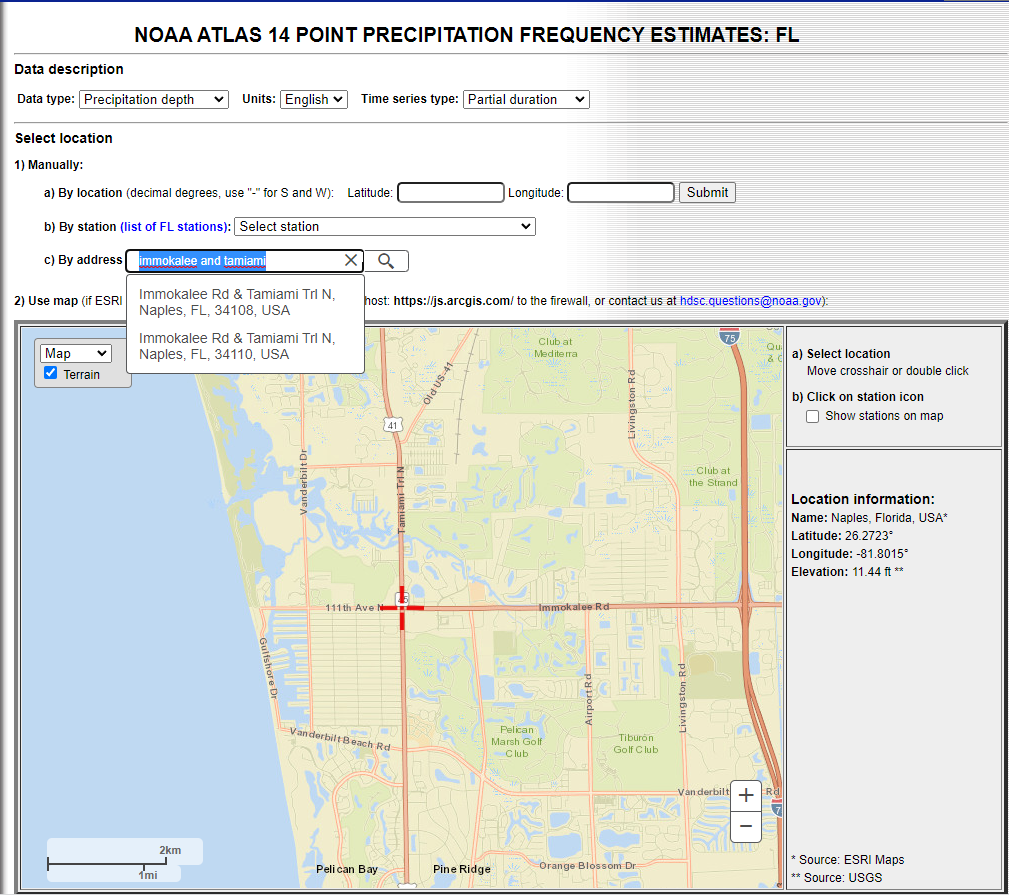 NOAA ATLAS 14 POINT PRECIPITATION FREQUENCY ESTIMATES: FL
Data description
Data type: Precipitation depth Units: English Time series type: Partial duration
Select location
1) Manually:
a) By location (decimal degrees, use "-" for S and W): Latitude: Longitude: Submit
b) By station (list of FL stations): Select station
c) By address immokalee and tamiami
Immokalee Rd & Tamiami Trl N,
Naples, FL, 34108, USA
Immokalee Rd & Tamiami Trl N,
Naples, FL, 34110, USA
2) Use map (if ESRI host: https://js.arcgis.com/ to the firewall, or contact us at hdsc.questions@noaa.gov):
Map
Terrain
Club at
Mediterra
75
Old US-41
41
Livingston Rd
Vanderbilt Dr
Tamiami Trl N
Club at
the Strand
111th Ave N
Immokalee Rd
Gulfshore Dr
Airport Rd
Livingston Rd
Vanderbilt Beach Rd
Pelican
Marsh Golf
Club
Tiburon
Golf Club
Vanderbilt Rd
+
−
2km
1mi
Pelican Bay
Pine Ridge
Orange Blossom Dr
a) Select location
Move crosshair or double click
b) Click on station icon
Show stations on map
Location information:
Name: Naples, Florida, USA*
Latitude: 26.2723°
Longitude: -81.8015°
Elevation: 11.44 ft **
* Source: ESRI Maps
** Source: USGS